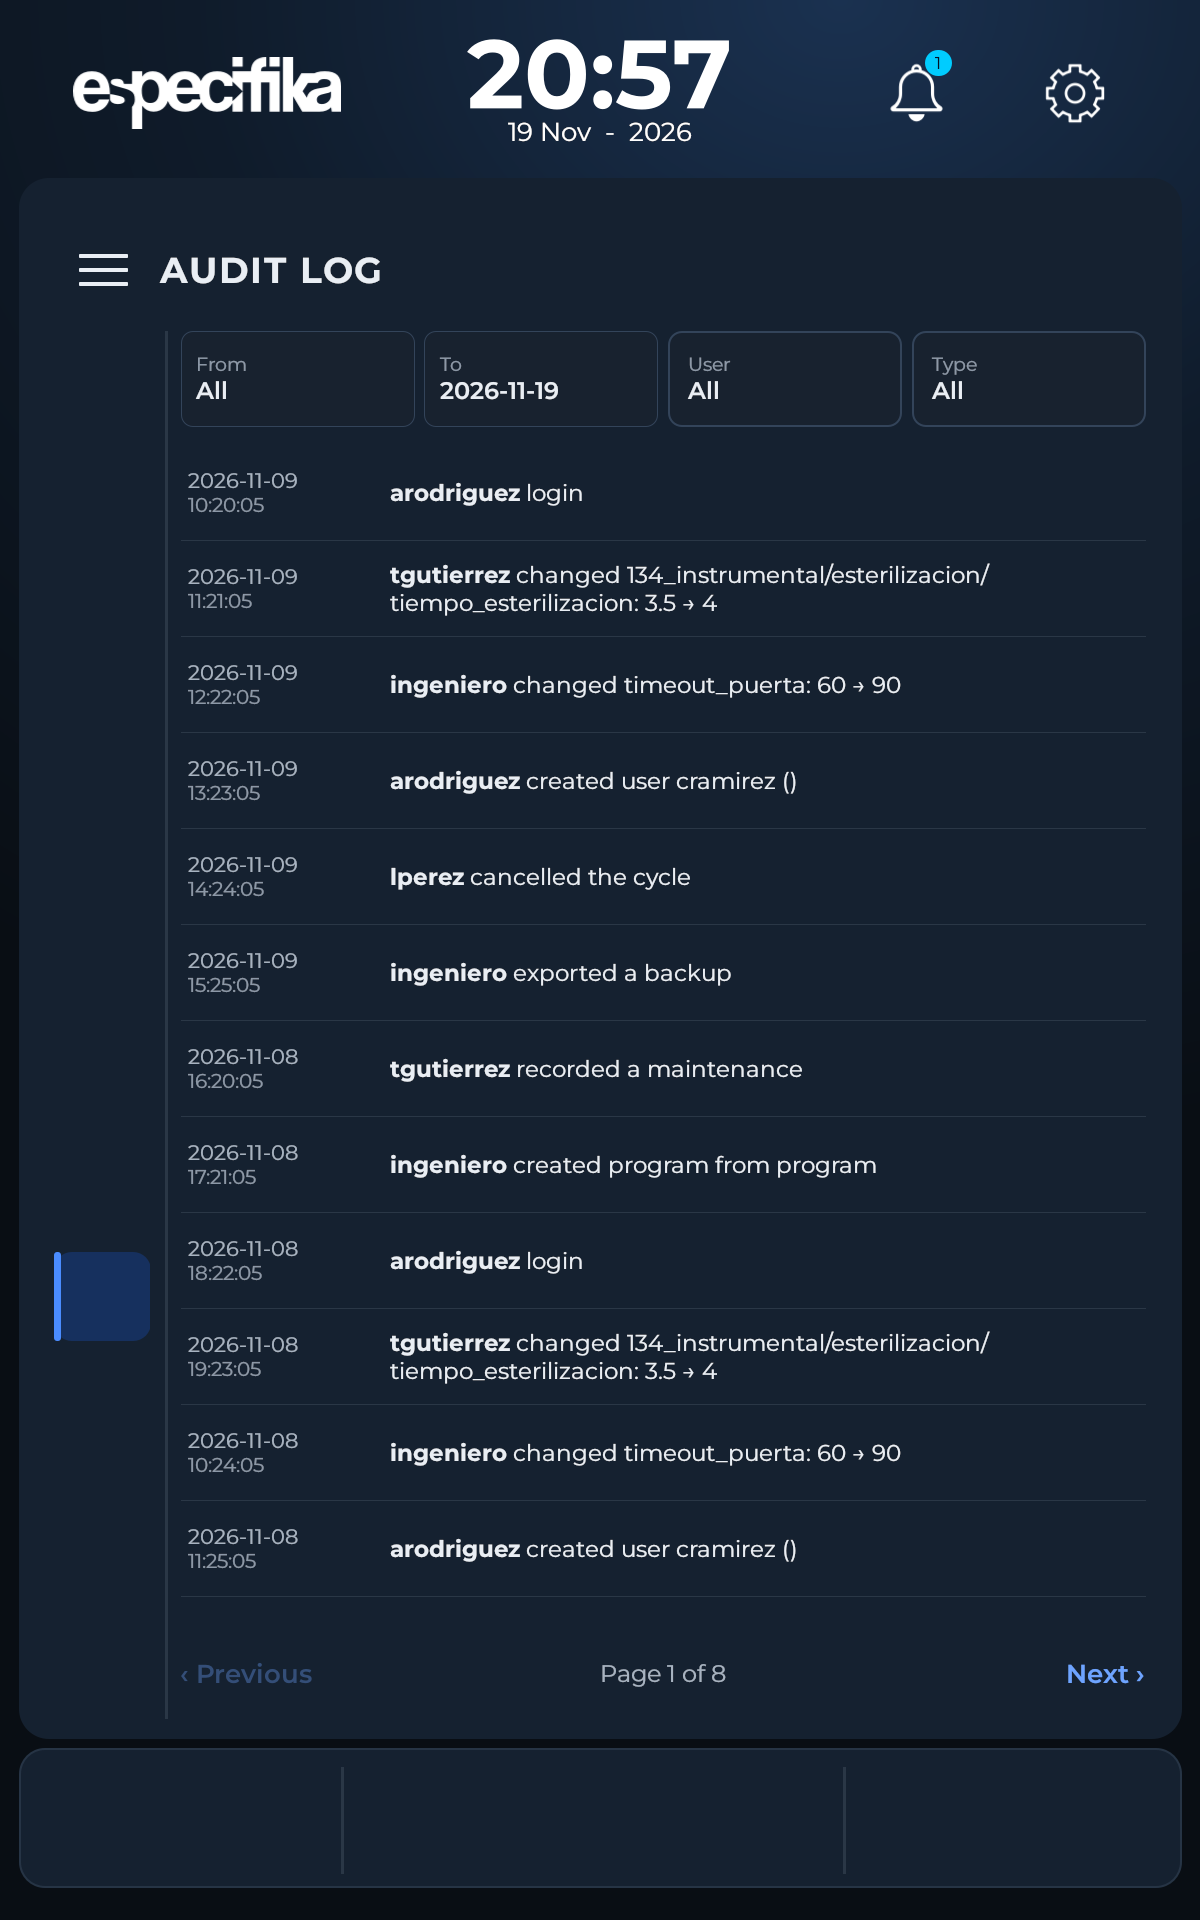 especifika
20:57
19 Nov - 2026
1
AUDIT LOG
From
All
To
2026-11-19
User
All
Type
All
2026-11-09
10:20:05
arodriguez login
2026-11-09
11:21:05
tgutierrez changed 134_instrumental/esterilizacion/
tiempo_esterilizacion: 3.5 → 4
2026-11-09
12:22:05
ingeniero changed timeout_puerta: 60 → 90
2026-11-09
13:23:05
arodriguez created user cramirez ()
2026-11-09
14:24:05
lperez cancelled the cycle
2026-11-09
15:25:05
ingeniero exported a backup
2026-11-08
16:20:05
tgutierrez recorded a maintenance
2026-11-08
17:21:05
ingeniero created program from program
2026-11-08
18:22:05
arodriguez login
2026-11-08
19:23:05
tgutierrez changed 134_instrumental/esterilizacion/
tiempo_esterilizacion: 3.5 → 4
2026-11-08
10:24:05
ingeniero changed timeout_puerta: 60 → 90
2026-11-08
11:25:05
arodriguez created user cramirez ()
‹ Previous
Page 1 of 8
Next ›